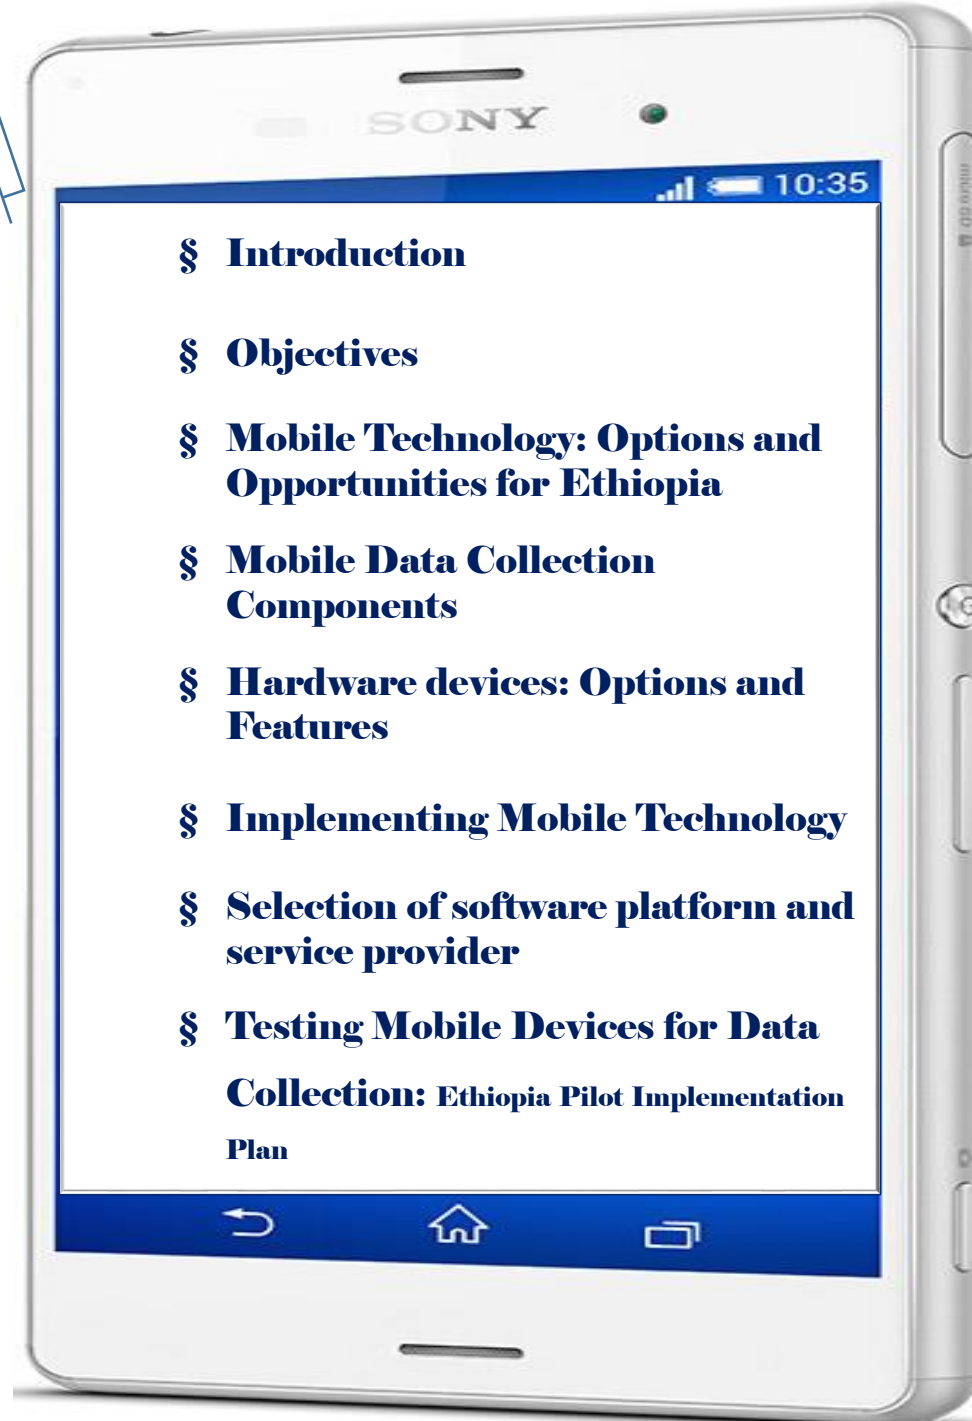 SONY
10:35
§ Introduction
§ Objectives
§ Mobile Technology: Options and
Opportunities for Ethiopia
§ Mobile Data Collection
Components
§ Hardware devices: Options and
Features
§ Implementing Mobile Technology
§ Selection of software platform and
service provider
§ Testing Mobile Devices for Data
Collection: Ethiopia Pilot Implementation
Plan